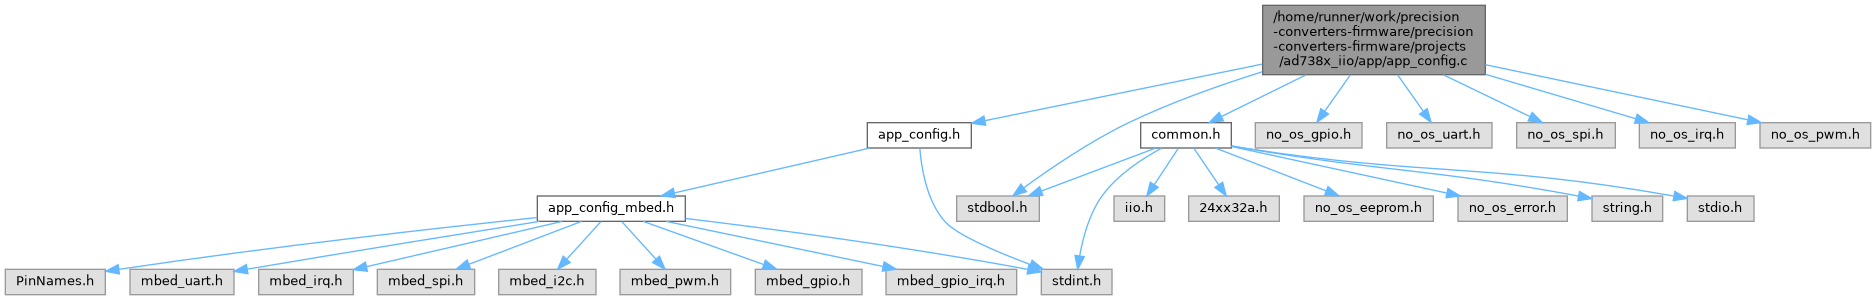 /home/runner/work/precision
-converters-firmware/precision
-converters-firmware/projects
/ad738x_iio/app/app_config.c
app_config.h
common.h
no_os_gpio.h
no_os_uart.h
no_os_spi.h
no_os_irq.h
no_os_pwm.h
app_config_mbed.h
stdbool.h
iio.h
24xx32a.h
no_os_eeprom.h
no_os_error.h
string.h
stdio.h
PinNames.h
mbed_uart.h
mbed_irq.h
mbed_spi.h
mbed_i2c.h
mbed_pwm.h
mbed_gpio.h
mbed_gpio_irq.h
stdint.h